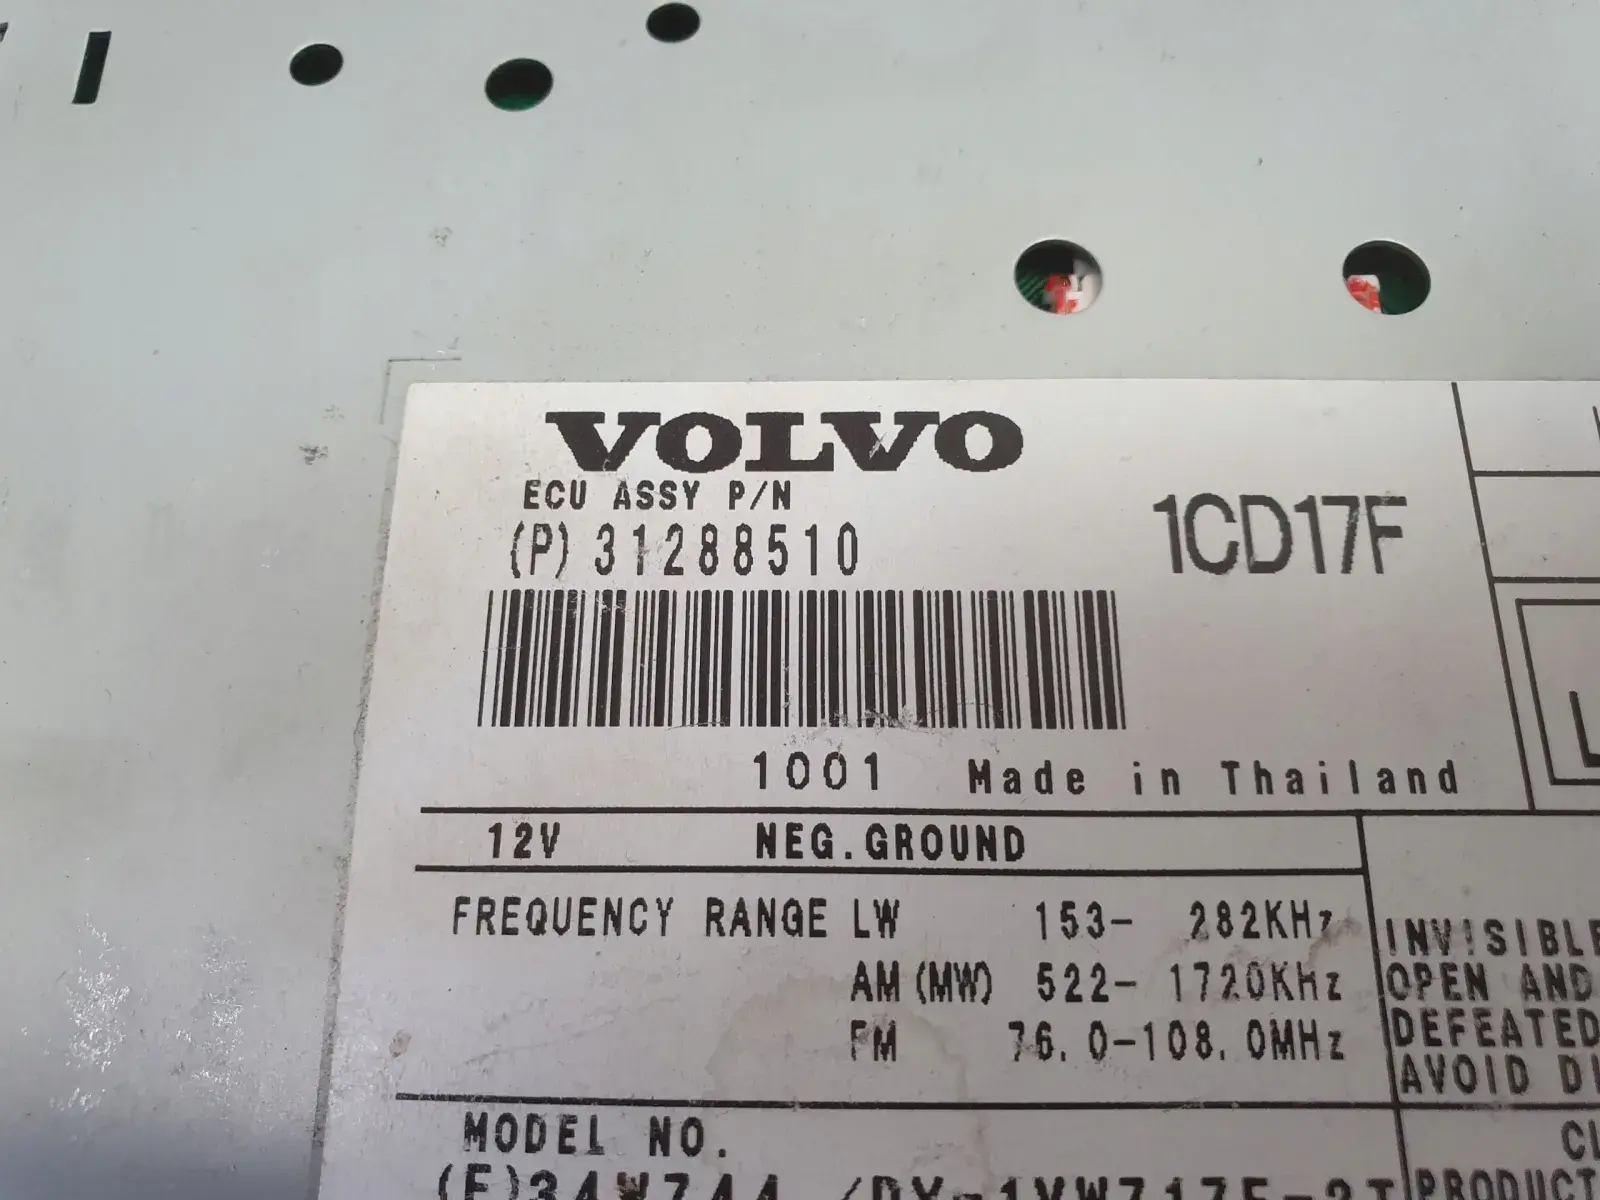 VOLVO
ECU ASSY P/N
(P) 31288510
1CD17F
1001 Made in Thailand
12V NEG.GROUND
FREQUENCY RANGE LW 153- 282KHz
AM (MW) 522- 1720KHz
FM 76.0-108.0MHz
INVISIBLE
OPEN AND
DEFEATED
AVOID
MODEL NO.